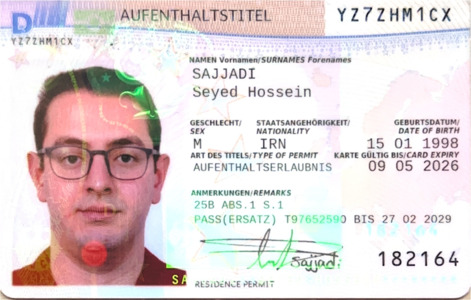 D AUFENTHALTSTITEL YZ7ZHM1CX
YZ7ZHM1CX
NAMEN Vornamen/SURNAMES Forenames
SAJJADI
Seyed Hossein
GESCHLECHT/ STAATSANGEHÖRIGKEIT/ GEBURTSDATUM/
SEX NATIONALITY DATE OF BIRTH
M IRN 15 01 1998
ART DES TITELS/TYPE OF PERMIT KARTE GÜLTIG BIS/CARD EXPIRY
AUFENTHALTSERLAUBNIS 09 05 2026
ANMERKUNGEN/REMARKS
25B ABS.1 S.1
PASS(ERSATZ) T97652590 BIS 27 02 2029
Sajjadi
182164
182164
SA
RESIDENCE PERMIT